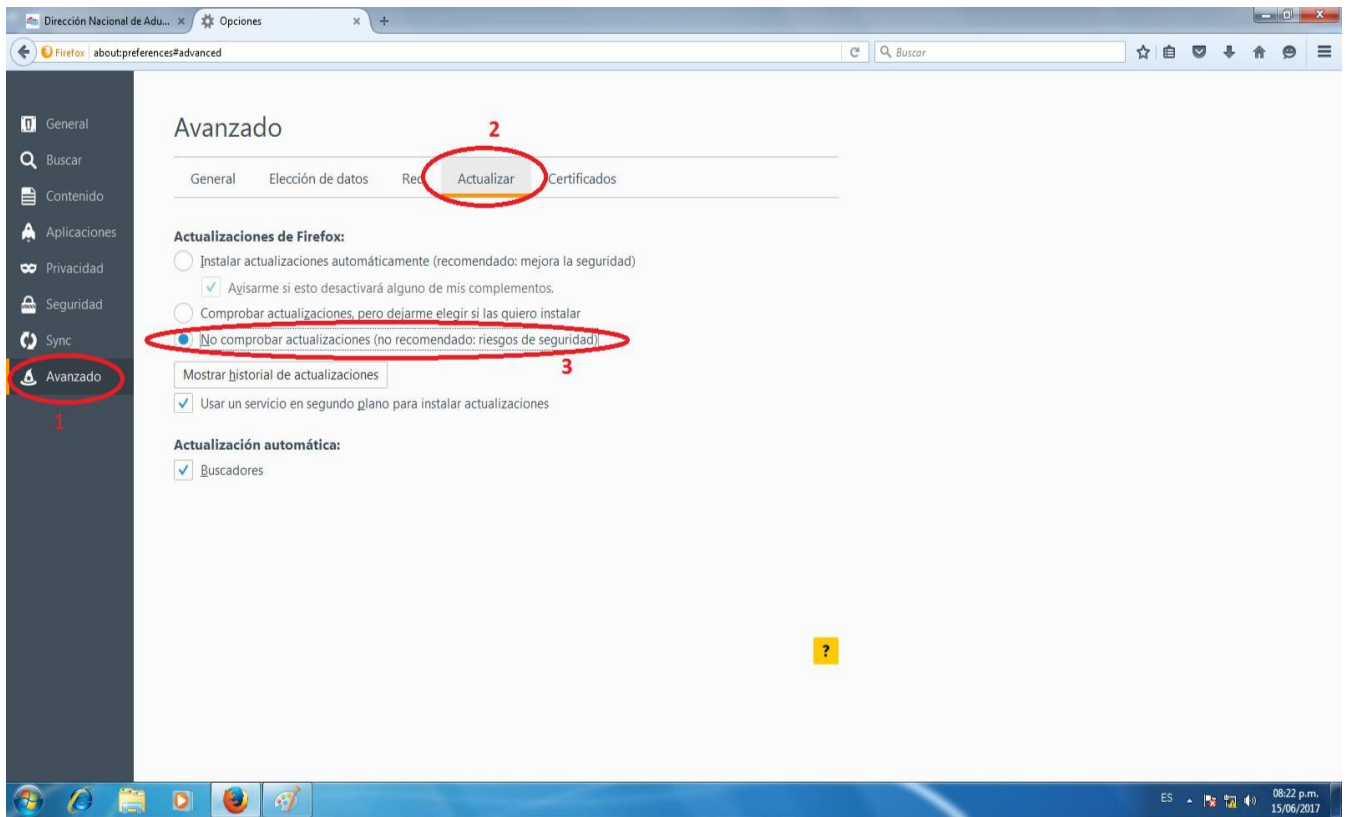 Dirección Nacional de Adu...
Opciones
Firefox about:preferences#advanced
Buscar
General
Buscar
Contenido
Aplicaciones
Privacidad
Seguridad
Sync
Avanzado
1
Avanzado
2
General Elección de datos Red Actualizar Certificados
Actualizaciones de Firefox:
Instalar actualizaciones automáticamente (recomendado: mejora la seguridad)
Avisarme si esto desactivará alguno de mis complementos.
Comprobar actualizaciones, pero dejarme elegir si las quiero instalar
No comprobar actualizaciones (no recomendado: riesgos de seguridad)
3
Mostrar historial de actualizaciones
Usar un servicio en segundo plano para instalar actualizaciones
Actualización automática:
Buscadores
?
ES
08:22 p.m.
15/06/2017